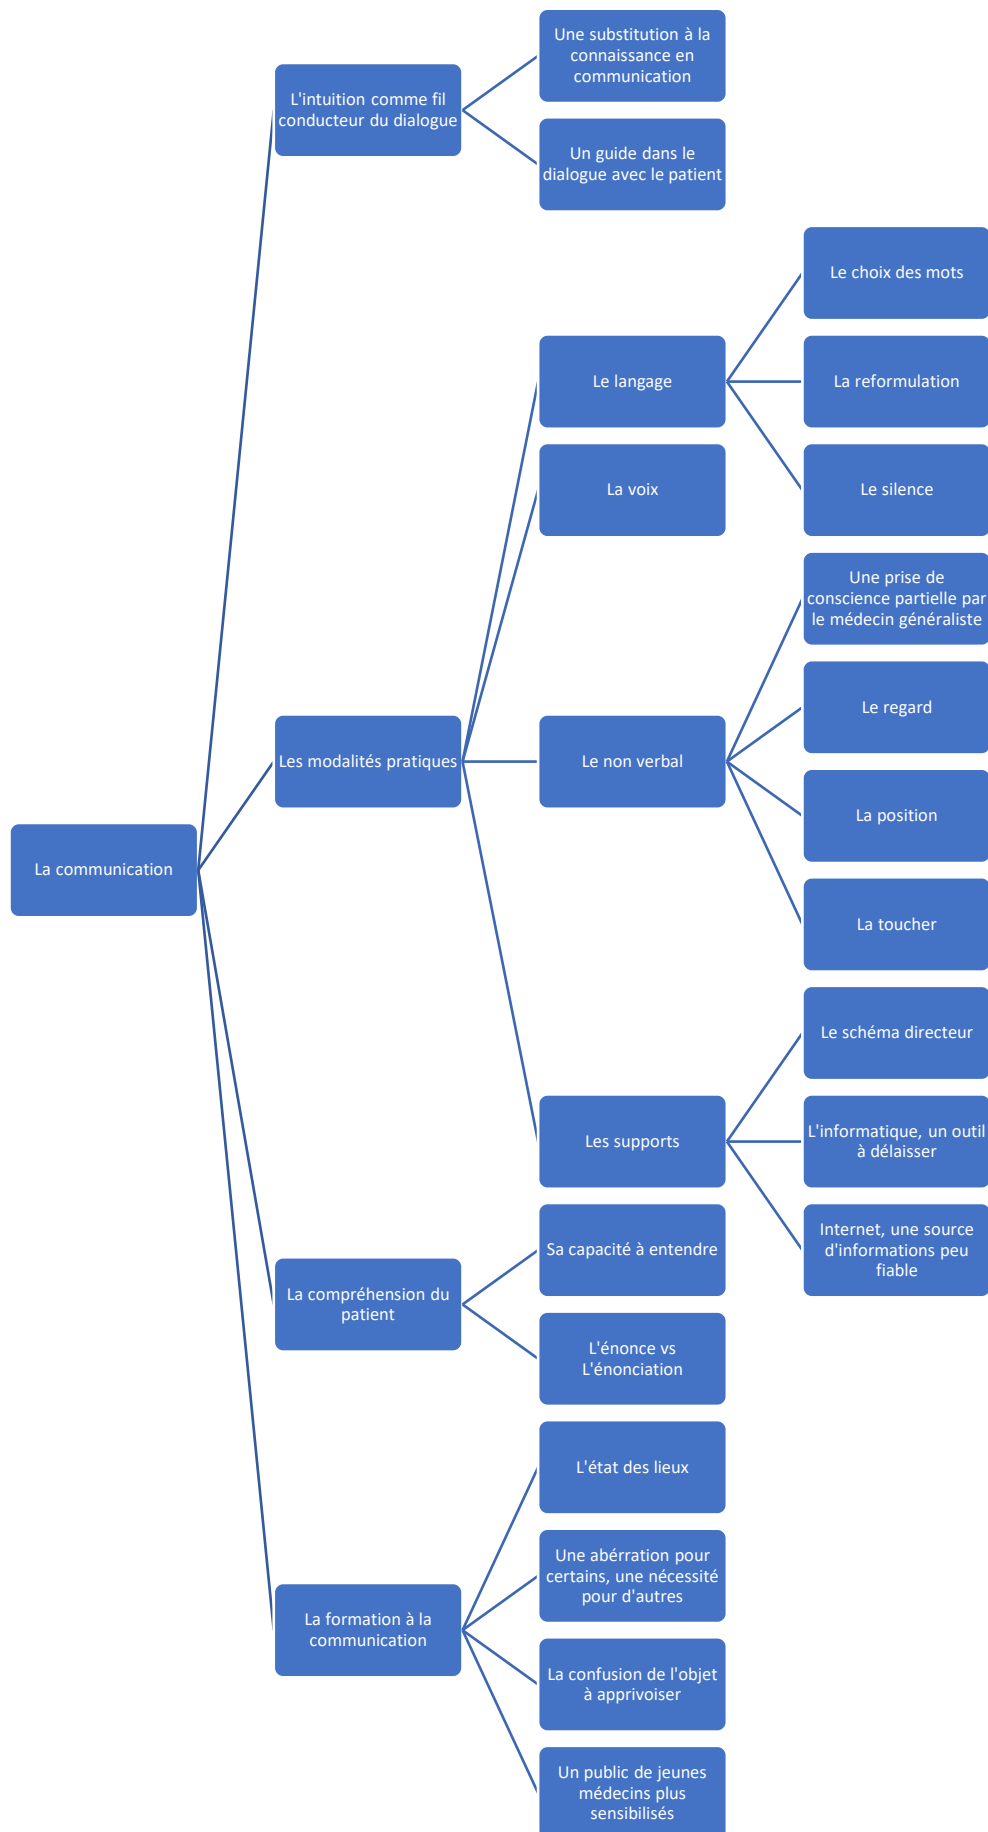 Une substitution à la
connaissance en
communication
L'intuition comme fil
conducteur du dialogue
Un guide dans le
dialogue avec le patient
Le choix des mots
Le langage
La reformulation
La voix
Le silence
Une prise de
conscience partielle par
le médecin généraliste
Le regard
Les modalités pratiques
Le non verbal
La position
La communication
La toucher
Le schéma directeur
Les supports
L'informatique, un outil
à délaisser
Internet, une source
d'informations peu
fiable
Sa capacité à entendre
La compréhension du
patient
L'énonce vs
L'énonciation
L'état des lieux
Une abérration pour
certains, une nécessité
pour d'autres
La formation à la
communication
La confusion de l'objet
à apprivoiser
Un public de jeunes
médecins plus
sensibilisés